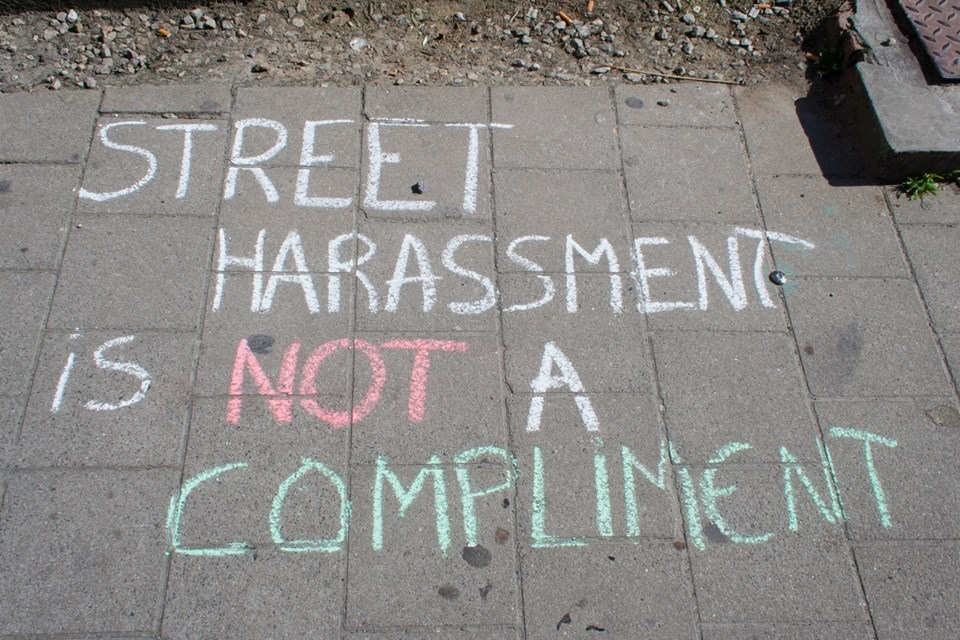 STREET
HARASSMENT
iS NOT A
COMPLiMENT